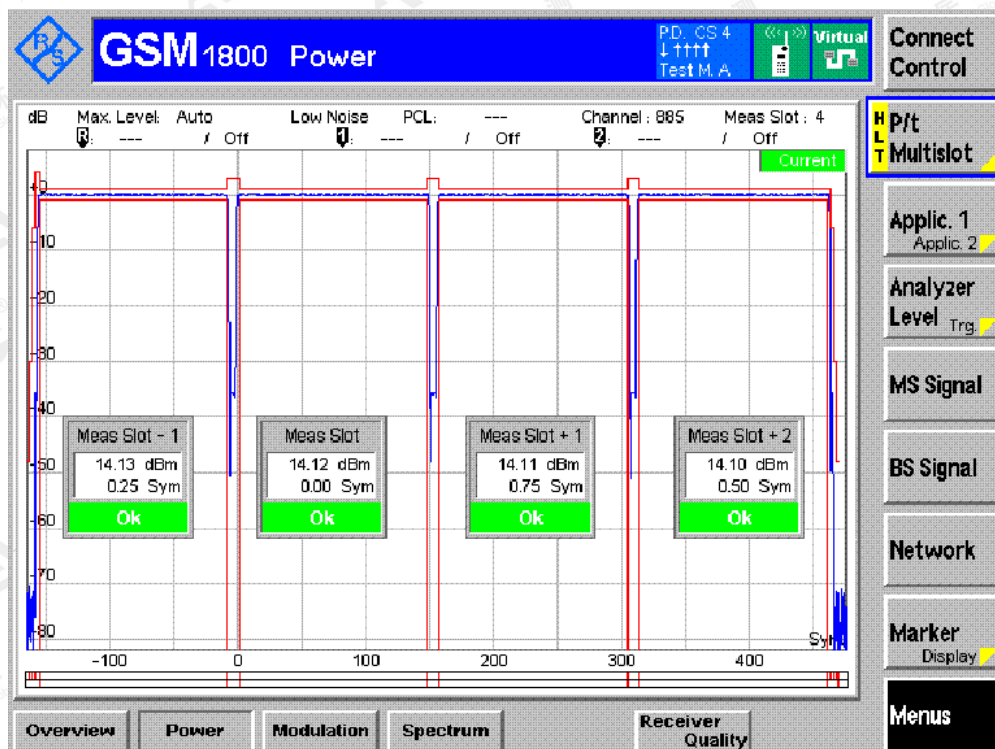 R S
GSM 1800 Power
P.D. CS 4
↓↑↑↑↑
Test M. A
Virtual
Connect
Control
dB Max. Level: Auto Low Noise PCL: --- Channel : 885 Meas Slot : 4
R: --- / Off 1: --- / Off 2: --- / Off
Current
HLT
P/t
Multislot
Applic. 1
Applic. 2
Analyzer
Level Trg.
MS Signal
BS Signal
Network
Marker
Display
Menus
+0
-10
-20
-30
-40
-50
-60
-70
-80
Meas Slot - 1
14.13 dBm
0.25 Sym
Ok
Meas Slot
14.12 dBm
0.00 Sym
Ok
Meas Slot + 1
14.11 dBm
0.75 Sym
Ok
Meas Slot + 2
14.10 dBm
0.50 Sym
Ok
-100 0 100 200 300 400
Overview Power Modulation Spectrum
Receiver
Quality